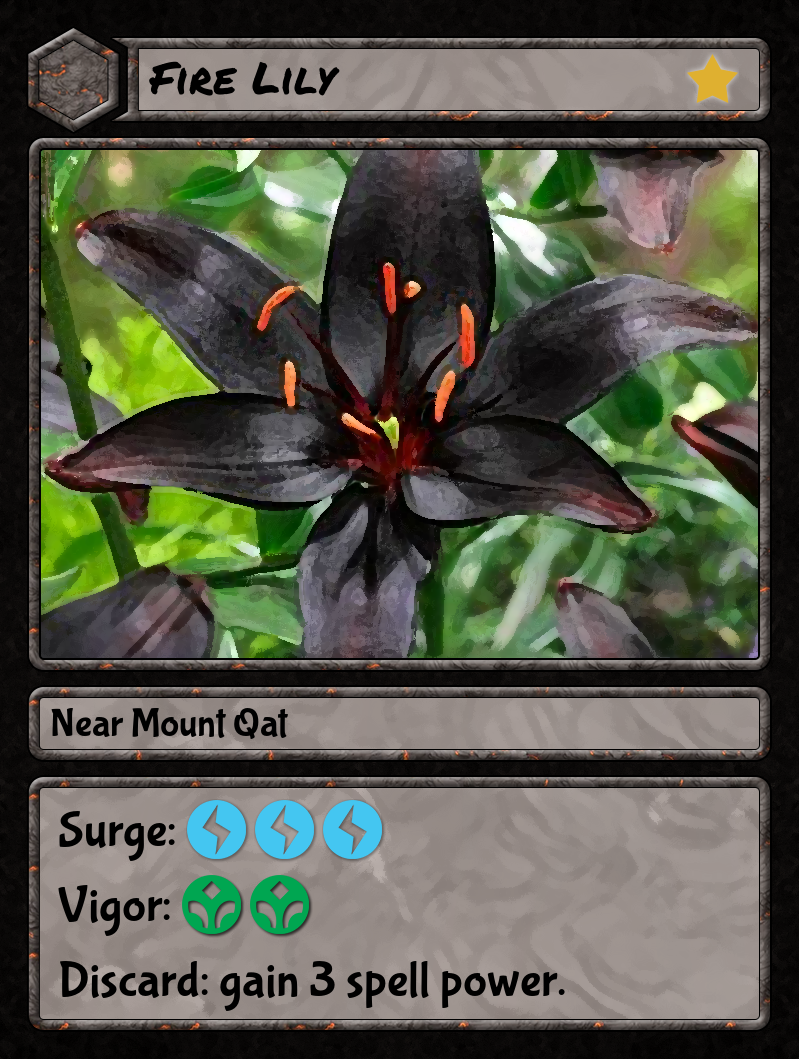 Fire Lily
Near Mount Qat
Surge:
Vigor:
Discard: gain 3 spell power.